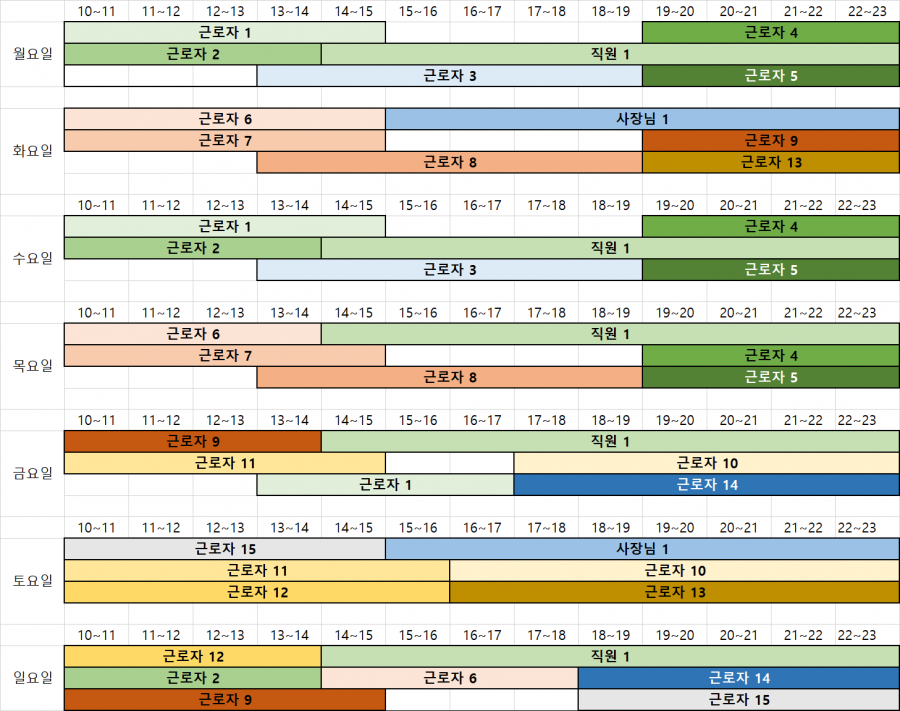 10~11 11~12 12~13 13~14 14~15 15~16 16~17 17~18 18~19 19~20 20~21 21~22 22~23
근로자 1 근로자 4
월요일 근로자 2 직원 1
근로자 3 근로자 5
근로자 6 사장님 1
화요일 근로자 7 근로자 9
근로자 8 근로자 13
10~11 11~12 12~13 13~14 14~15 15~16 16~17 17~18 18~19 19~20 20~21 21~22 22~23
근로자 1 근로자 4
수요일 근로자 2 직원 1
근로자 3 근로자 5
10~11 11~12 12~13 13~14 14~15 15~16 16~17 17~18 18~19 19~20 20~21 21~22 22~23
근로자 6 직원 1
목요일 근로자 7 근로자 4
근로자 8 근로자 5
10~11 11~12 12~13 13~14 14~15 15~16 16~17 17~18 18~19 19~20 20~21 21~22 22~23
근로자 9 직원 1
금요일 근로자 11 근로자 10
근로자 1 근로자 14
10~11 11~12 12~13 13~14 14~15 15~16 16~17 17~18 18~19 19~20 20~21 21~22 22~23
근로자 15 사장님 1
토요일 근로자 11 근로자 10
근로자 12 근로자 13
10~11 11~12 12~13 13~14 14~15 15~16 16~17 17~18 18~19 19~20 20~21 21~22 22~23
근로자 12 직원 1
일요일 근로자 2 근로자 6 근로자 14
근로자 9 근로자 15